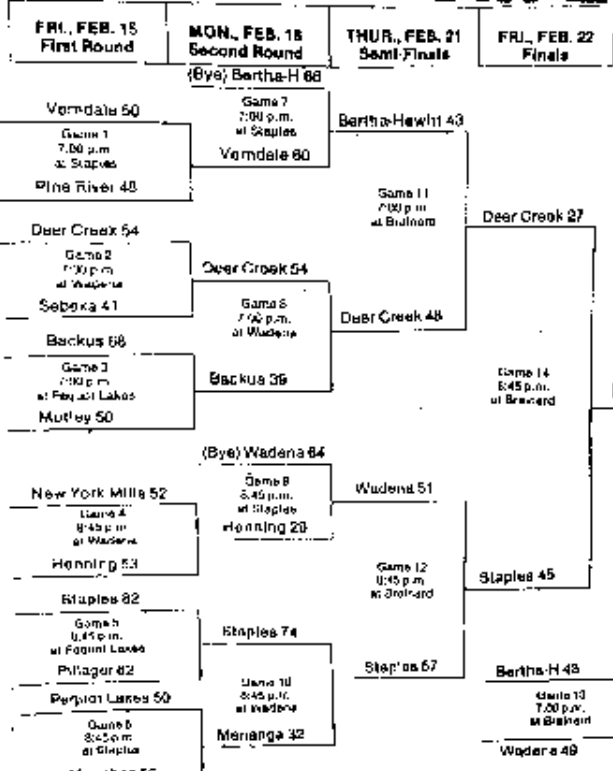 FRI., FEB. 15
First Round
MON., FEB. 18
Second Round
THUR., FEB. 21
Semi-Finals
FRI., FEB. 22
Finals
(Bye) Bertha-H 66
Game 7
7:00 p.m.
at Staples
Verndale 60
Verndale 50
Game 1
7:00 p.m.
at Staples
Pine River 48
Bertha-Hewitt 43
Game 11
7:00 p.m.
at Brainerd
Deer Creek 48
Deer Creek 54
Game 2
7:00 p.m.
at Wadena
Sebeka 41
Deer Creek 54
Game 8
7:00 p.m.
at Wadena
Backus 39
Backus 68
Game 3
7:00 p.m.
at Pequot Lakes
Motley 50
Deer Creek 27
Game 14
8:45 p.m.
at Brainerd
Staples 45
(Bye) Wadena 64
Game 9
8:45 p.m.
at Staples
Henning 28
New York Mills 52
Game 4
8:45 p.m.
at Wadena
Henning 53
Wadena 51
Game 12
8:45 p.m.
at Brainerd
Staples 57
Staples 82
Game 5
8:45 p.m.
at Pequot Lakes
Pillager 62
Staples 74
Game 10
8:45 p.m.
at Wadena
Menahga 32
Pequot Lakes 50
Game 6
8:45 p.m.
at Staples
Bertha-H 43
Game 13
7:00 p.m.
at Brainerd
Wadena 49